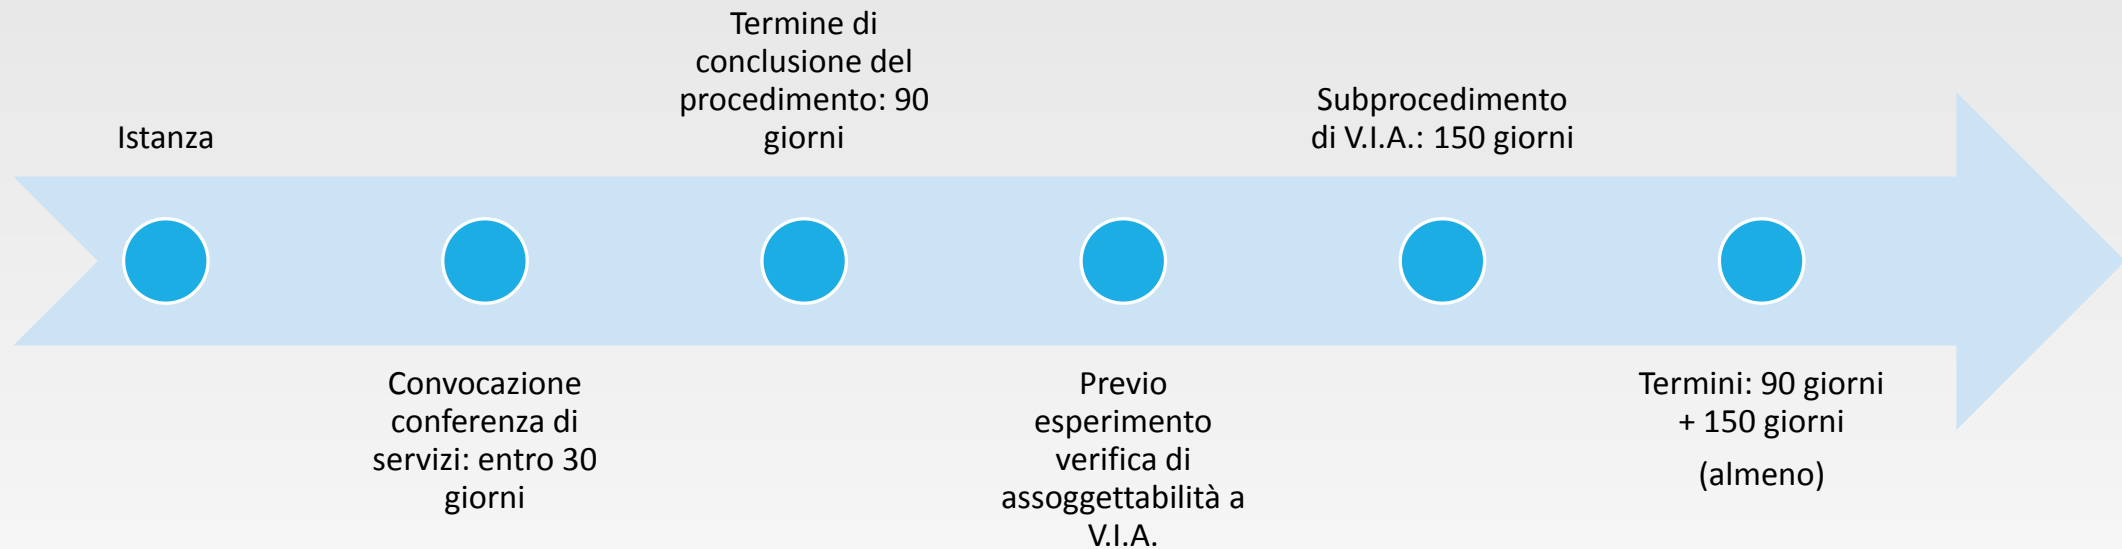 Istanza
Convocazione
conferenza di
servizi: entro 30
giorni
Termine di
conclusione del
procedimento: 90
giorni
Previo
esperimento
verifica di
assoggettabilità a
V.I.A.
Subprocedimento
di V.I.A.: 150 giorni
Termini: 90 giorni
+ 150 giorni
(almeno)